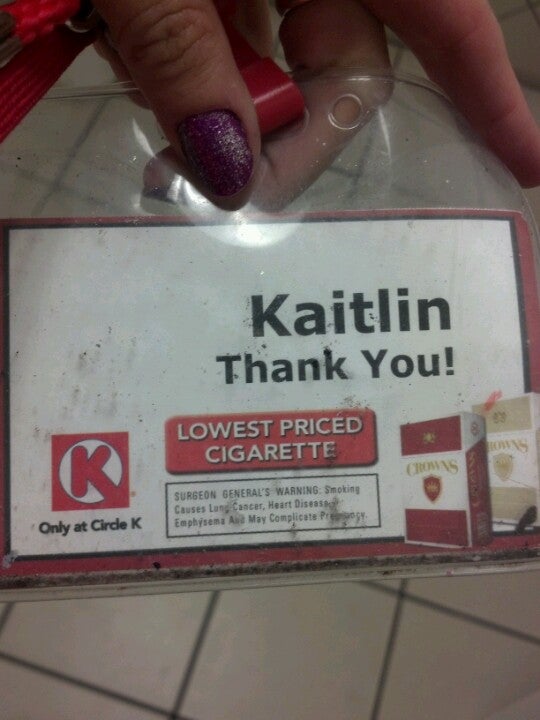 Kaitlin
Thank You!
LOWEST PRICED
CIGARETTE
K
Only at Circle K
SURGEON GENERAL'S WARNING: Smoking
Causes Lung Cancer, Heart Disease,
Emphysema And May Complicate Pregnancy.
CROWNS
CROWNS